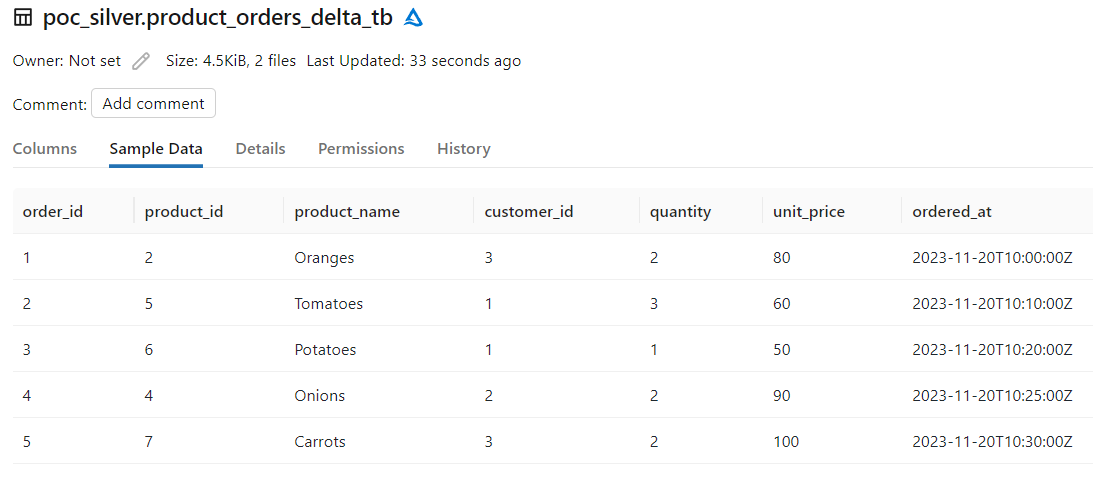 poc_silver.product_orders_delta_tb
Owner: Not set Size: 4.5KiB, 2 files Last Updated: 33 seconds ago
Comment: Add comment
Columns Sample Data Details Permissions History
order_id product_id product_name customer_id quantity unit_price ordered_at
1 2 Oranges 3 2 80 2023-11-20T10:00:00Z
2 5 Tomatoes 1 3 60 2023-11-20T10:10:00Z
3 6 Potatoes 1 1 50 2023-11-20T10:20:00Z
4 4 Onions 2 2 90 2023-11-20T10:25:00Z
5 7 Carrots 3 2 100 2023-11-20T10:30:00Z